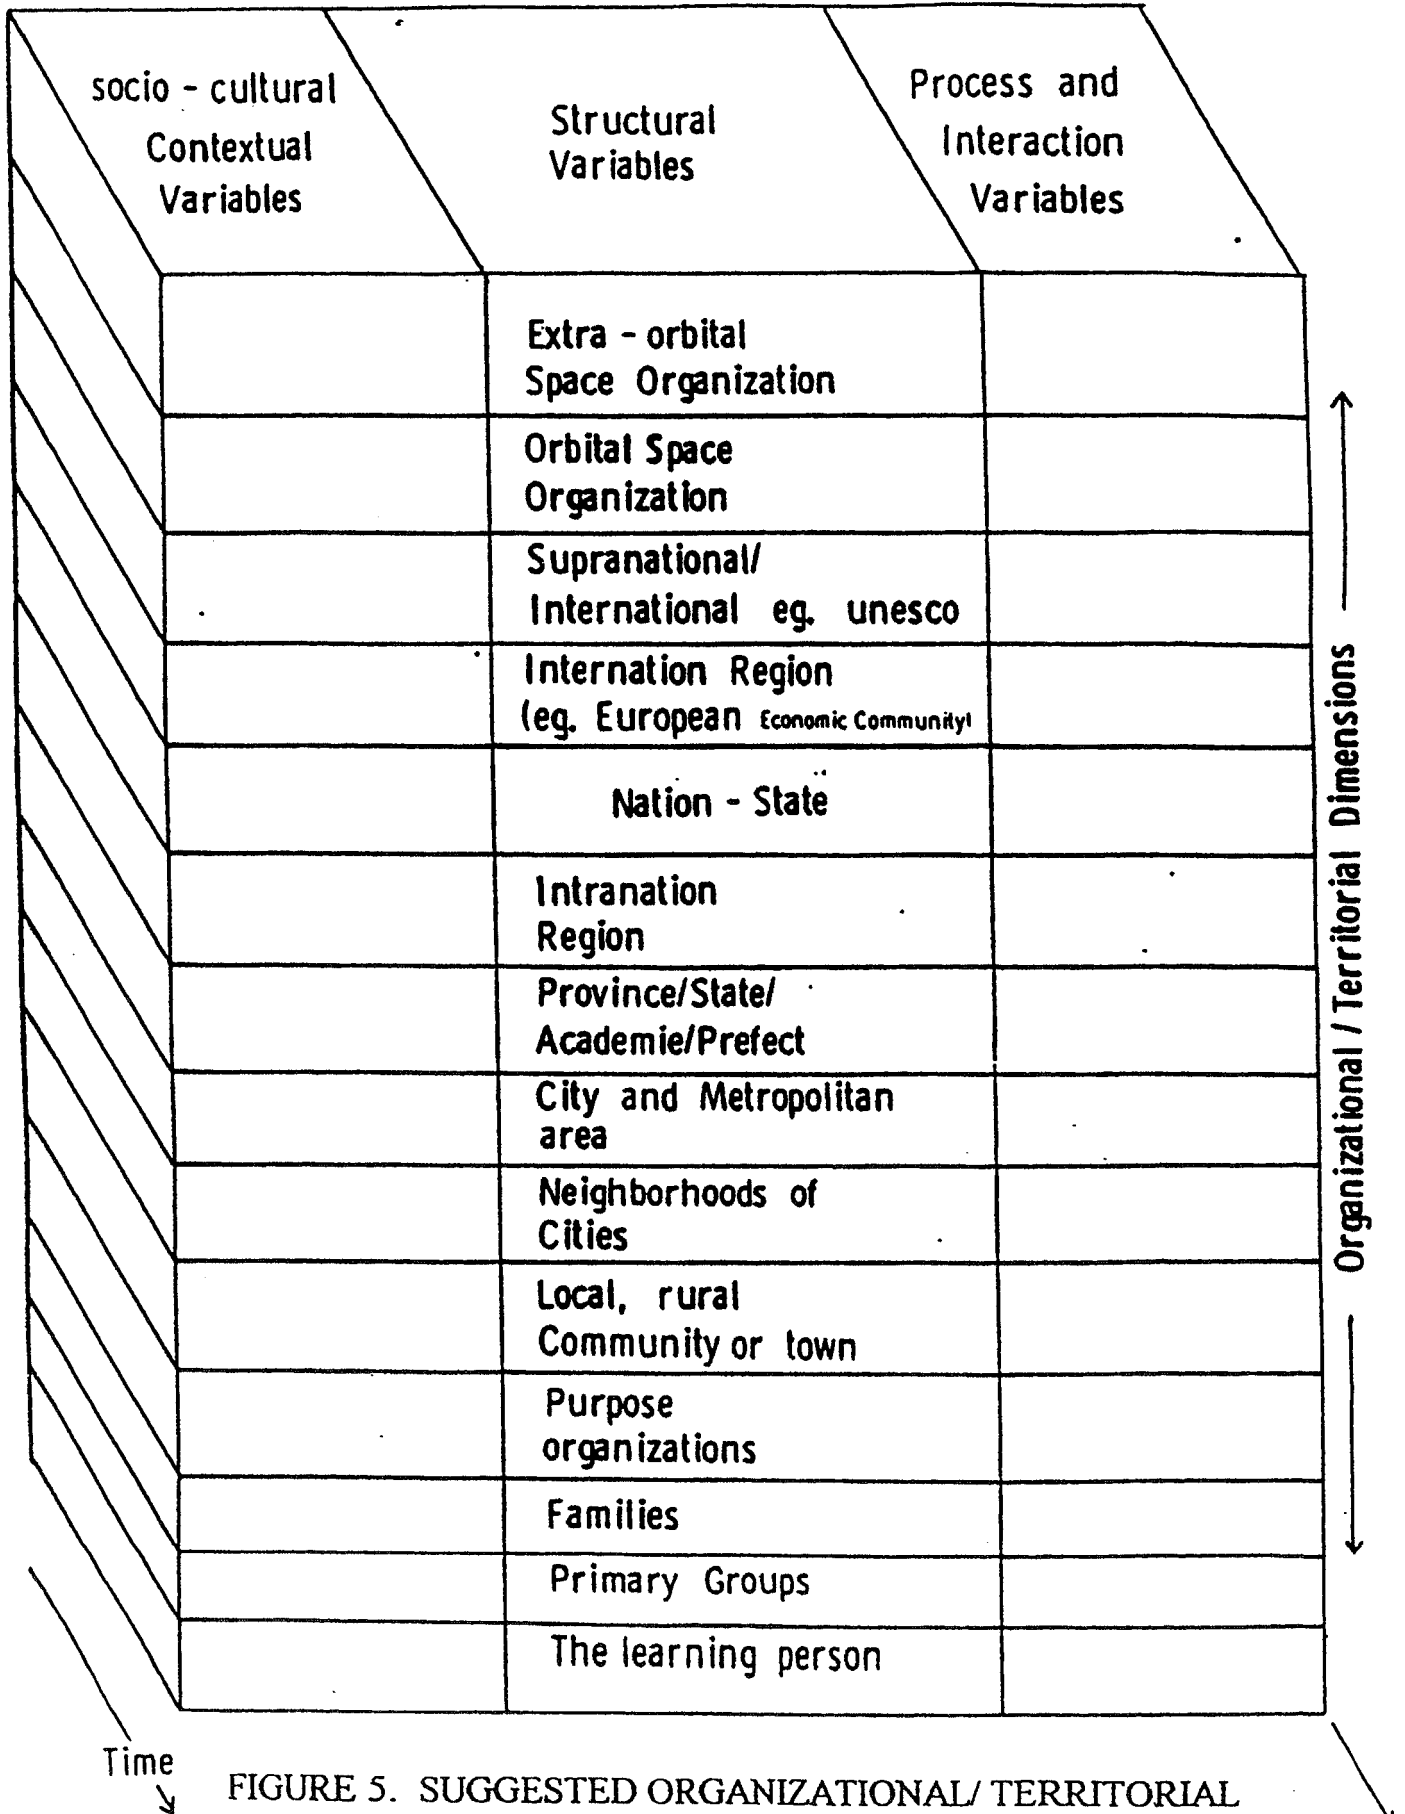 socio - cultural
Contextual
Variables
Structural
Variables
Process and
Interaction
Variables
Extra - orbital
Space Organization
Orbital Space
Organization
Supranational/
International eg. unesco
Internation Region
(eg. European Economic Community)
Nation - State
Intranation
Region
Province/State/
Academie/Prefect
City and Metropolitan
area
Neighborhoods of
Cities
Local, rural
Community or town
Purpose
organizations
Families
Primary Groups
The learning person
Organizational / Territorial Dimensions
Time
FIGURE 5. SUGGESTED ORGANIZATIONAL/ TERRITORIAL